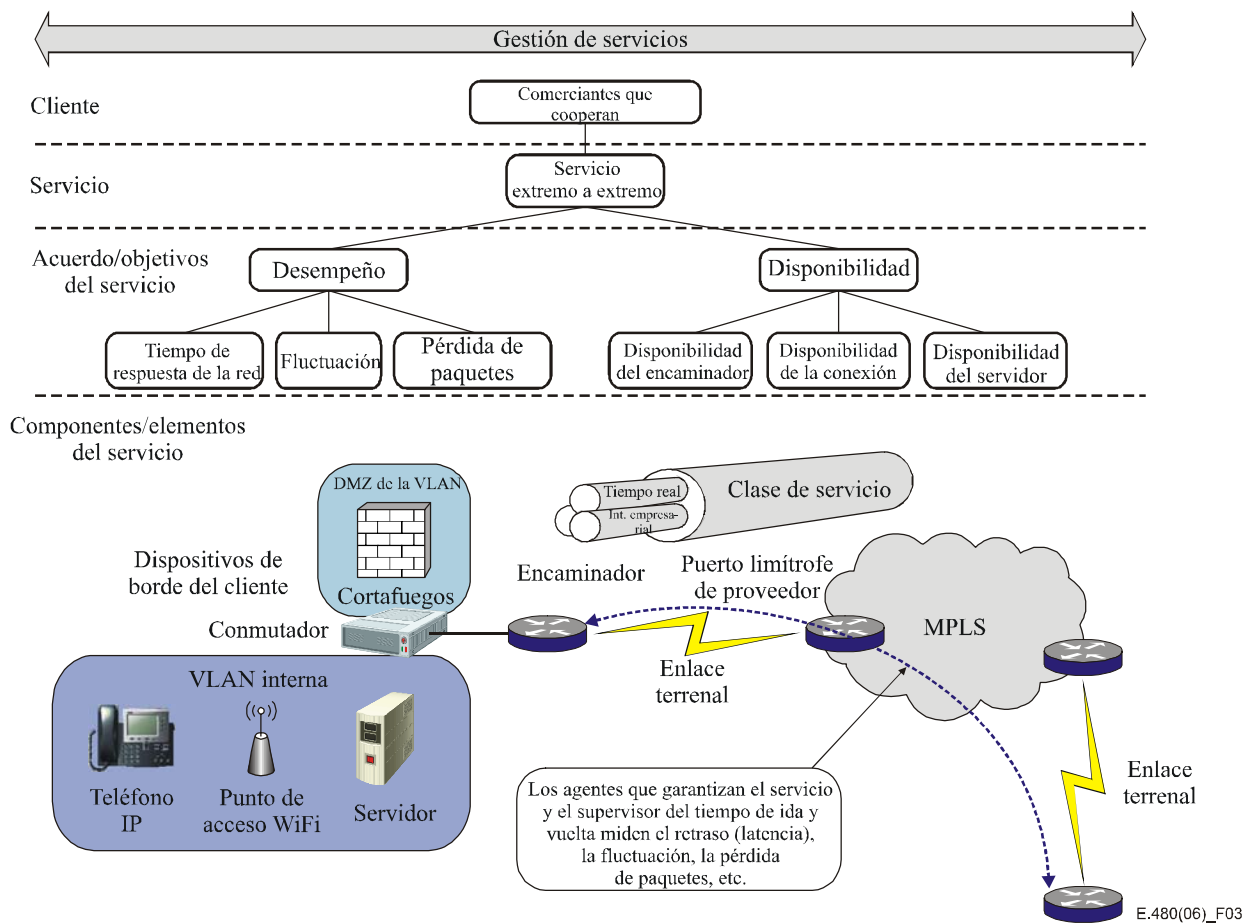 Gestión de servicios
Cliente
Comerciantes que
cooperan
Servicio
Servicio
extremo a extremo
Acuerdo/objetivos
del servicio
Desempeño
Disponibilidad
Tiempo de
respuesta de la red
Fluctuación
Pérdida de
paquetes
Disponibilidad
del encaminador
Disponibilidad
de la conexión
Disponibilidad
del servidor
Componentes/elementos
del servicio
DMZ de la VLAN
Cortafuegos
Tiempo real
Int. empresa-
rial
Clase de servicio
Dispositivos de
borde del cliente
Encaminador
Puerto limítrofe
de proveedor
Conmutador
MPLS
Enlace
terrenal
VLAN interna
Teléfono
IP
Punto de
acceso WiFi
Servidor
Los agentes que garantizan el servicio
y el supervisor del tiempo de ida y
vuelta miden el retraso (latencia),
la fluctuación, la pérdida
de paquetes, etc.
Enlace
terrenal
E.480(06)_F03